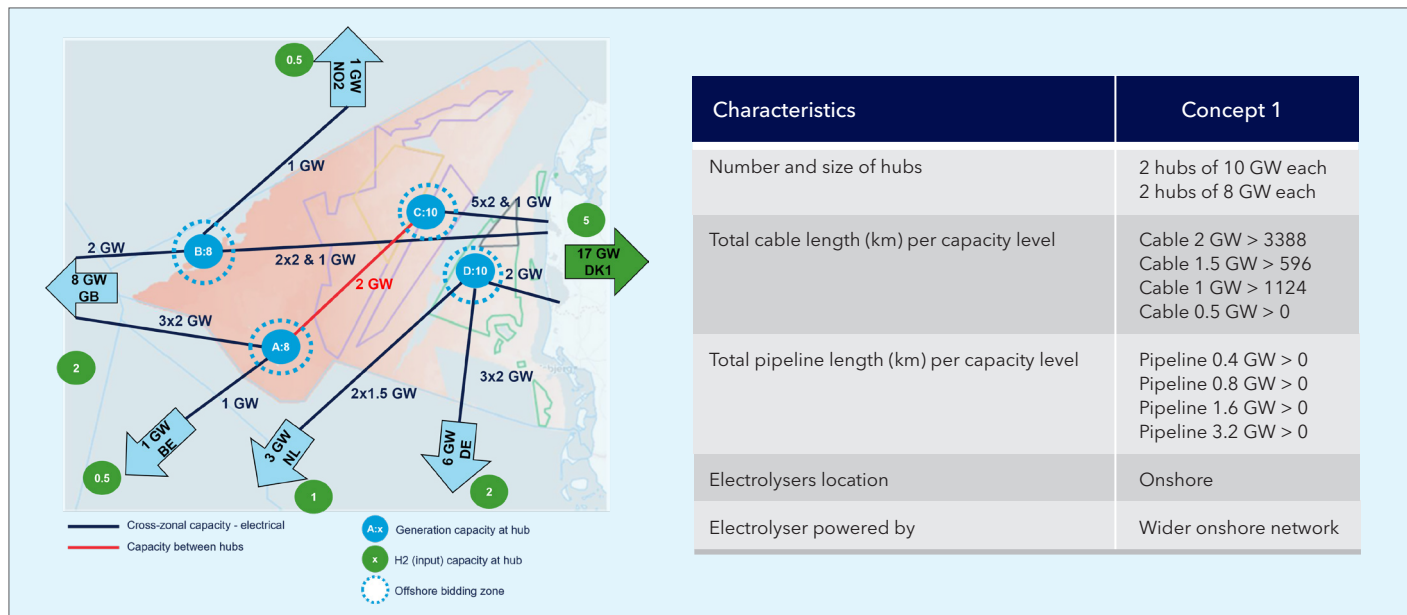 0.5
1 GW
NO2
1 GW
C:10
5x2 & 1 GW
5
B:8
2 GW
2x2 & 1 GW
D:10
2 GW
17 GW
DK1
8 GW
GB
2 GW
3x2 GW
A:8
3x2 GW
2
2x1.5 GW
1 GW
1 GW
BE
3 GW
NL
6 GW
DE
0.5
1
2
Cross-zonal capacity - electrical
Capacity between hubs
A:x Generation capacity at hub
x H2 (input) capacity at hub
Offshore bidding zone
Characteristics Concept 1
Number and size of hubs 2 hubs of 10 GW each
2 hubs of 8 GW each
Total cable length (km) per capacity level Cable 2 GW > 3388
Cable 1.5 GW > 596
Cable 1 GW > 1124
Cable 0.5 GW > 0
Total pipeline length (km) per capacity level Pipeline 0.4 GW > 0
Pipeline 0.8 GW > 0
Pipeline 1.6 GW > 0
Pipeline 3.2 GW > 0
Electrolysers location Onshore
Electrolyser powered by Wider onshore network